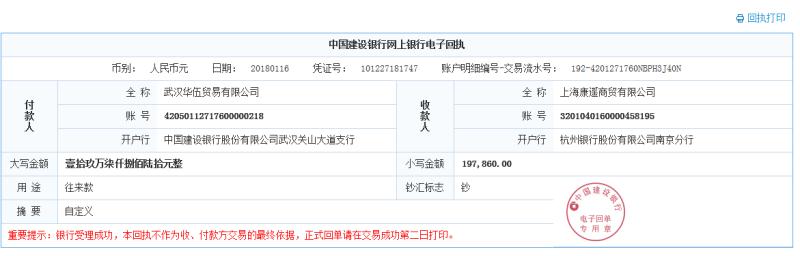 回执打印
中国建设银行网上银行电子回执
币别： 人民币元 日期： 20180116 凭证号： 101227181747 账户明细编号-交易流水号： 192-4201271760NBPH3J40N
付款人 全 称 武汉华伍贸易有限公司 收款人 全 称 上海康遥商贸有限公司
账 号 42050112717600000218 账 号 3201040160000458195
开户行 中国建设银行股份有限公司武汉关山大道支行 开户行 杭州银行股份有限公司南京分行
大写金额 壹拾玖万柒仟捌佰陆拾元整 小写金额 197,860.00
用 途 往来款 钞汇标志 钞
摘 要 自定义
中国建设银行
电子回单
专用章
重要提示：银行受理成功，本回执不作为收、付款方交易的最终依据，正式回单请在交易成功第二日打印。